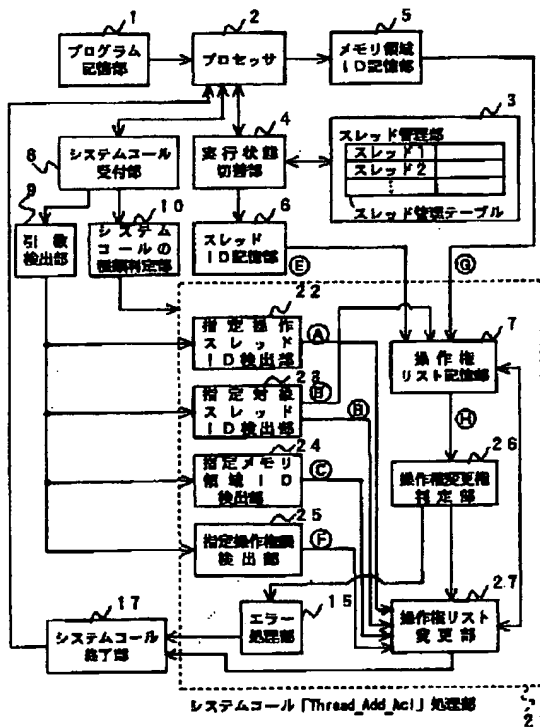 1
プログラム
記憶部
2
プロセッサ
5
メモリ領域
ID記憶部
3
スレッド管理部
スレッド1
スレッド2
スレッド管理テーブル
4
実行状態
切替部
8
システムコール
受付部
9
引数
検出部
10
システム
コールの
種類判定部
6
スレッド
ID記憶部
E
G
22
指定操作
スレッド
ID検出部
A
7
操作権
リスト記憶部
23
指定対象
スレッド
ID検出部
B
B
H
24
指定メモリ
領域ID
検出部
C
26
操作権変更権
判定部
25
指定操作権限
検出部
F
17
システムコール
終了部
15
エラー
処理部
27
操作権リスト
変更部
システムコール「Thread_Add_Acl」処理部